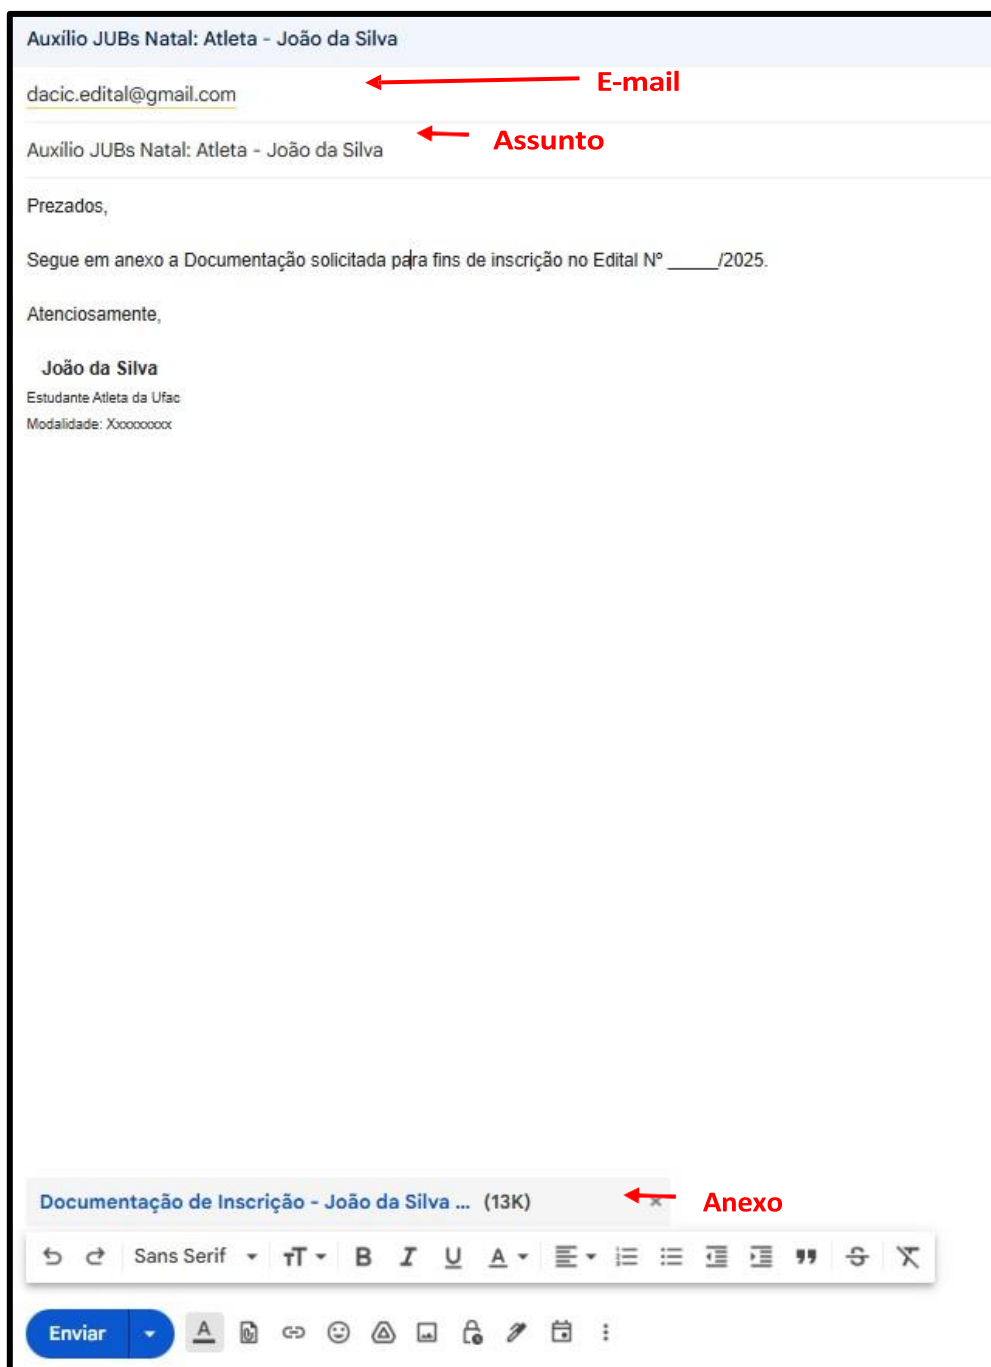 Auxílio JUBs Natal: Atleta - João da Silva
dacic.edital@gmail.com
E-mail
Auxílio JUBs Natal: Atleta - João da Silva
Assunto
Prezados,
Segue em anexo a Documentação solicitada para fins de inscrição no Edital Nº _____/2025.
Atenciosamente,
João da Silva
Estudante Atleta da Ufac
Modalidade: Xxxxxxxxx
Documentação de Inscrição - João da Silva ... (13K)
Anexo
Sans Serif
Enviar